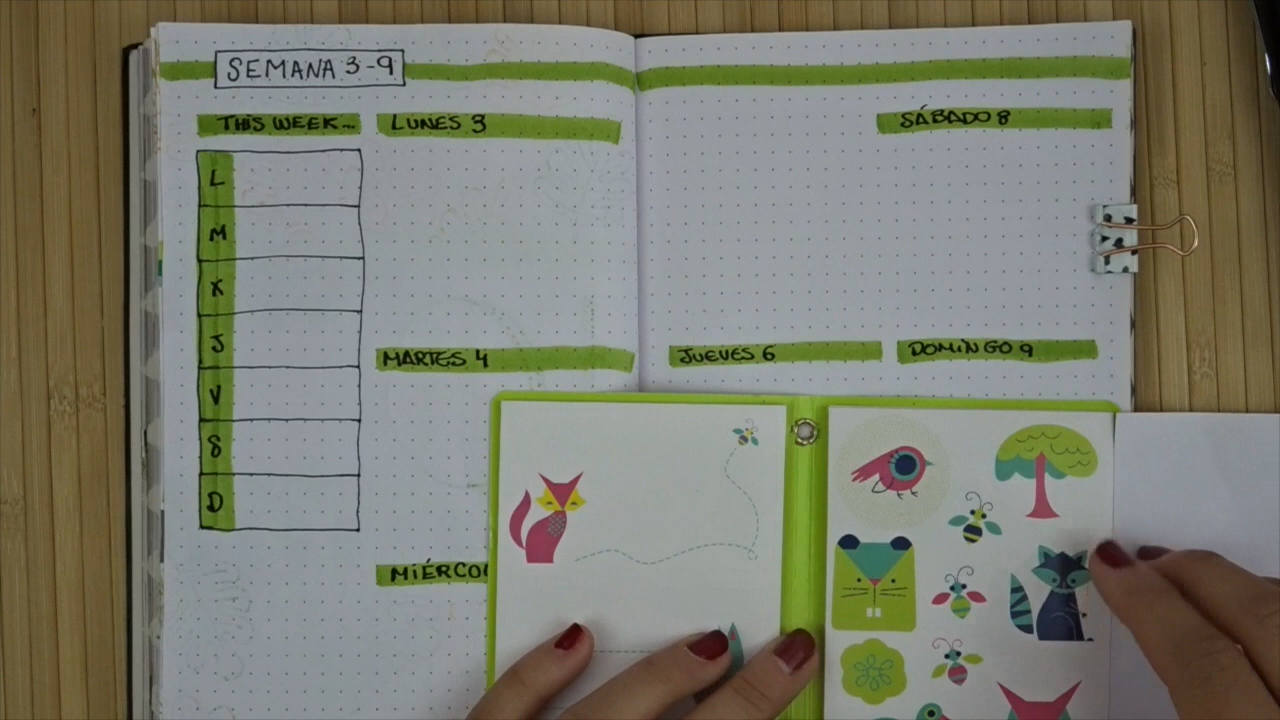 SEMANA 3-9
THIS WEEK...
LUNES 3
SÁBADO 8
L
M
K
J
V
S
D
MARTES 4
JUEVES 6
DOMINGO 9
MIÉRCO